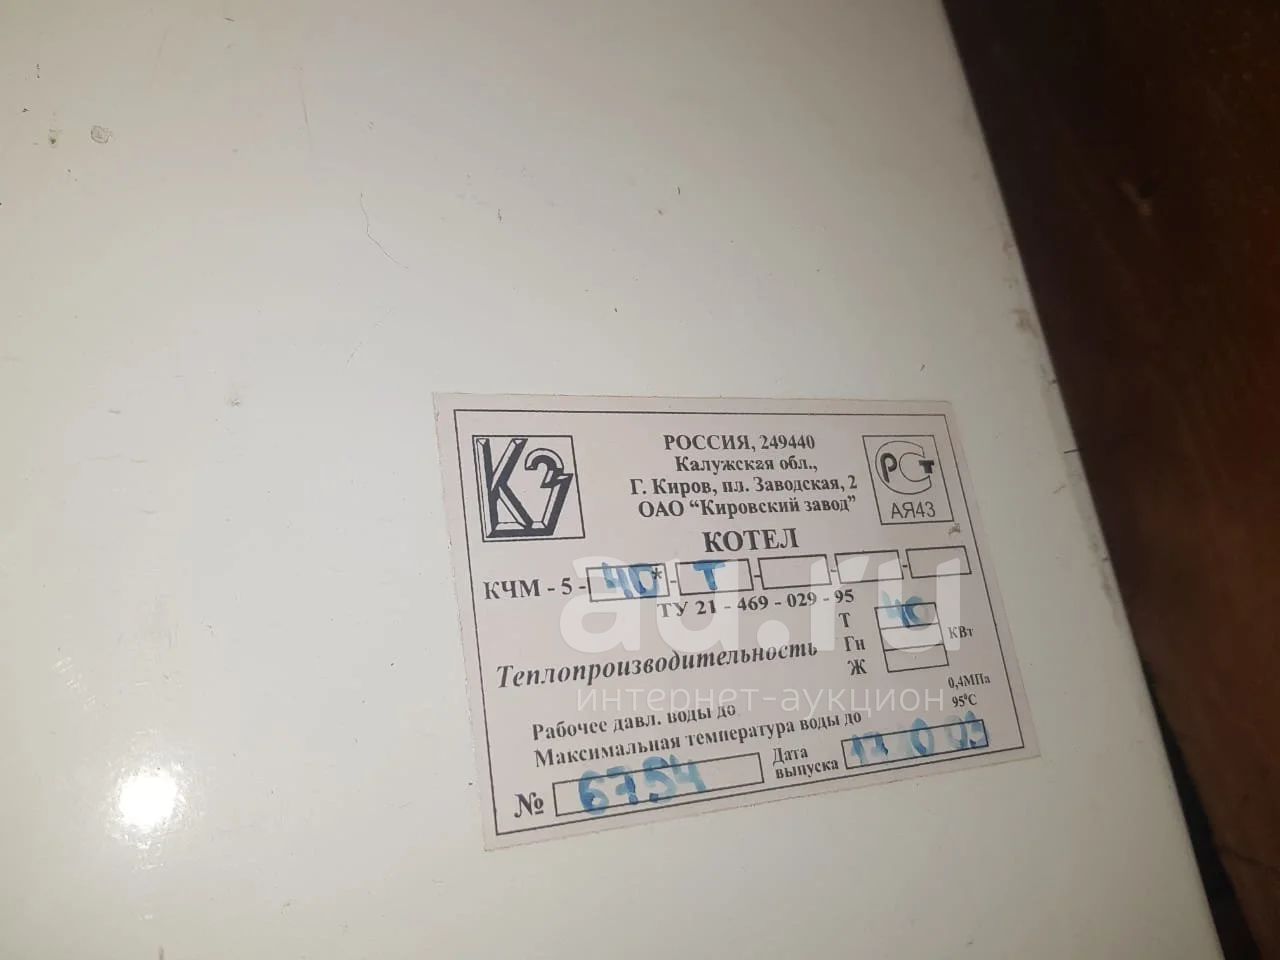 КЗ
РОССИЯ, 249440
Калужская обл.,
Г. Киров, пл. Заводская, 2
ОАО “Кировский завод”
РСТ
АЯ43
КОТЕЛ
КЧМ - 5 - 40* - Т - - -
ТУ 21 - 469 - 029 - 95
Теплопроизводительность
Т 40
Гн
Ж
КВт
Рабочее давл. воды до 0,4МПа
Максимальная температура воды до 95°С
№ 6754
Дата выпуска
au.ru
интернет-аукцион